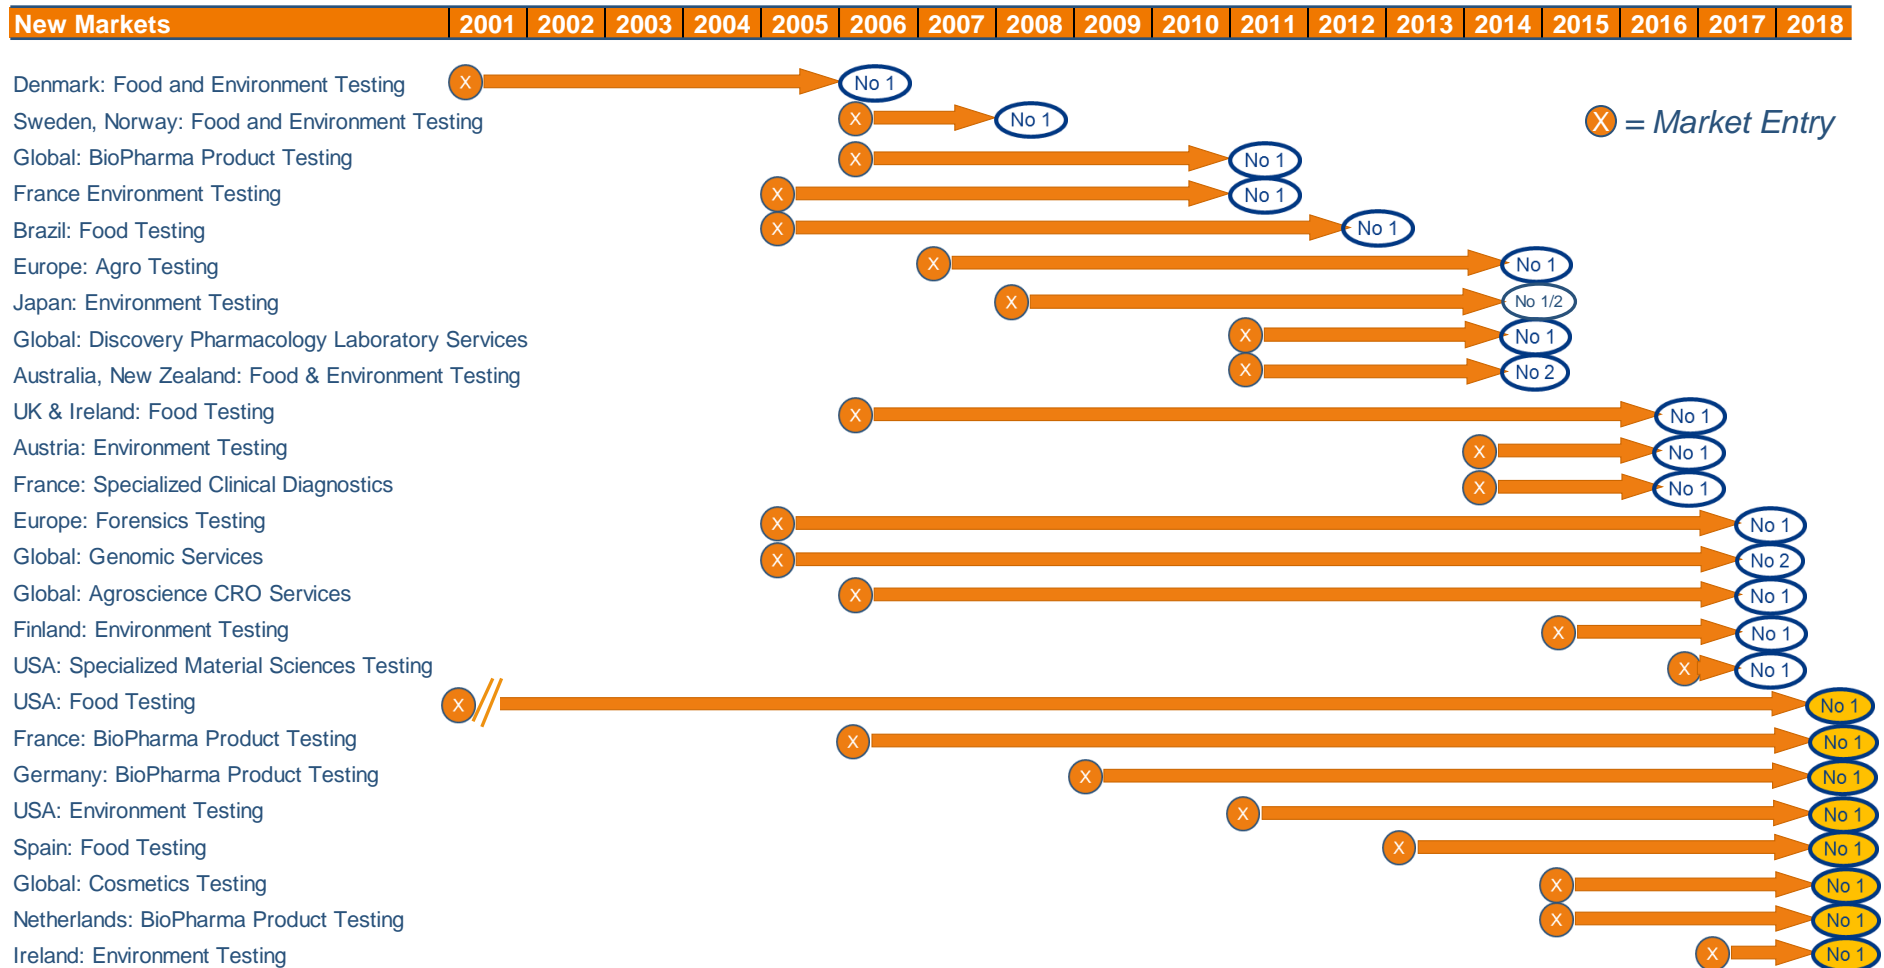 New Markets 2001 2002 2003 2004 2005 2006 2007 2008 2009 2010 2011 2012 2013 2014 2015 2016 2017 2018
Denmark: Food and Environment Testing X No 1
Sweden, Norway: Food and Environment Testing X No 1
X = Market Entry
Global: BioPharma Product Testing X No 1
France Environment Testing X No 1
Brazil: Food Testing X No 1
Europe: Agro Testing X No 1
Japan: Environment Testing X No 1/2
Global: Discovery Pharmacology Laboratory Services X No 1
Australia, New Zealand: Food & Environment Testing X No 2
UK & Ireland: Food Testing X No 1
Austria: Environment Testing X No 1
France: Specialized Clinical Diagnostics X No 1
Europe: Forensics Testing X No 1
Global: Genomic Services X No 2
Global: Agroscience CRO Services X No 1
Finland: Environment Testing X No 1
USA: Specialized Material Sciences Testing X No 1
USA: Food Testing X No 1
France: BioPharma Product Testing X No 1
Germany: BioPharma Product Testing X No 1
USA: Environment Testing X No 1
Spain: Food Testing X No 1
Global: Cosmetics Testing X No 1
Netherlands: BioPharma Product Testing X No 1
Ireland: Environment Testing X No 1